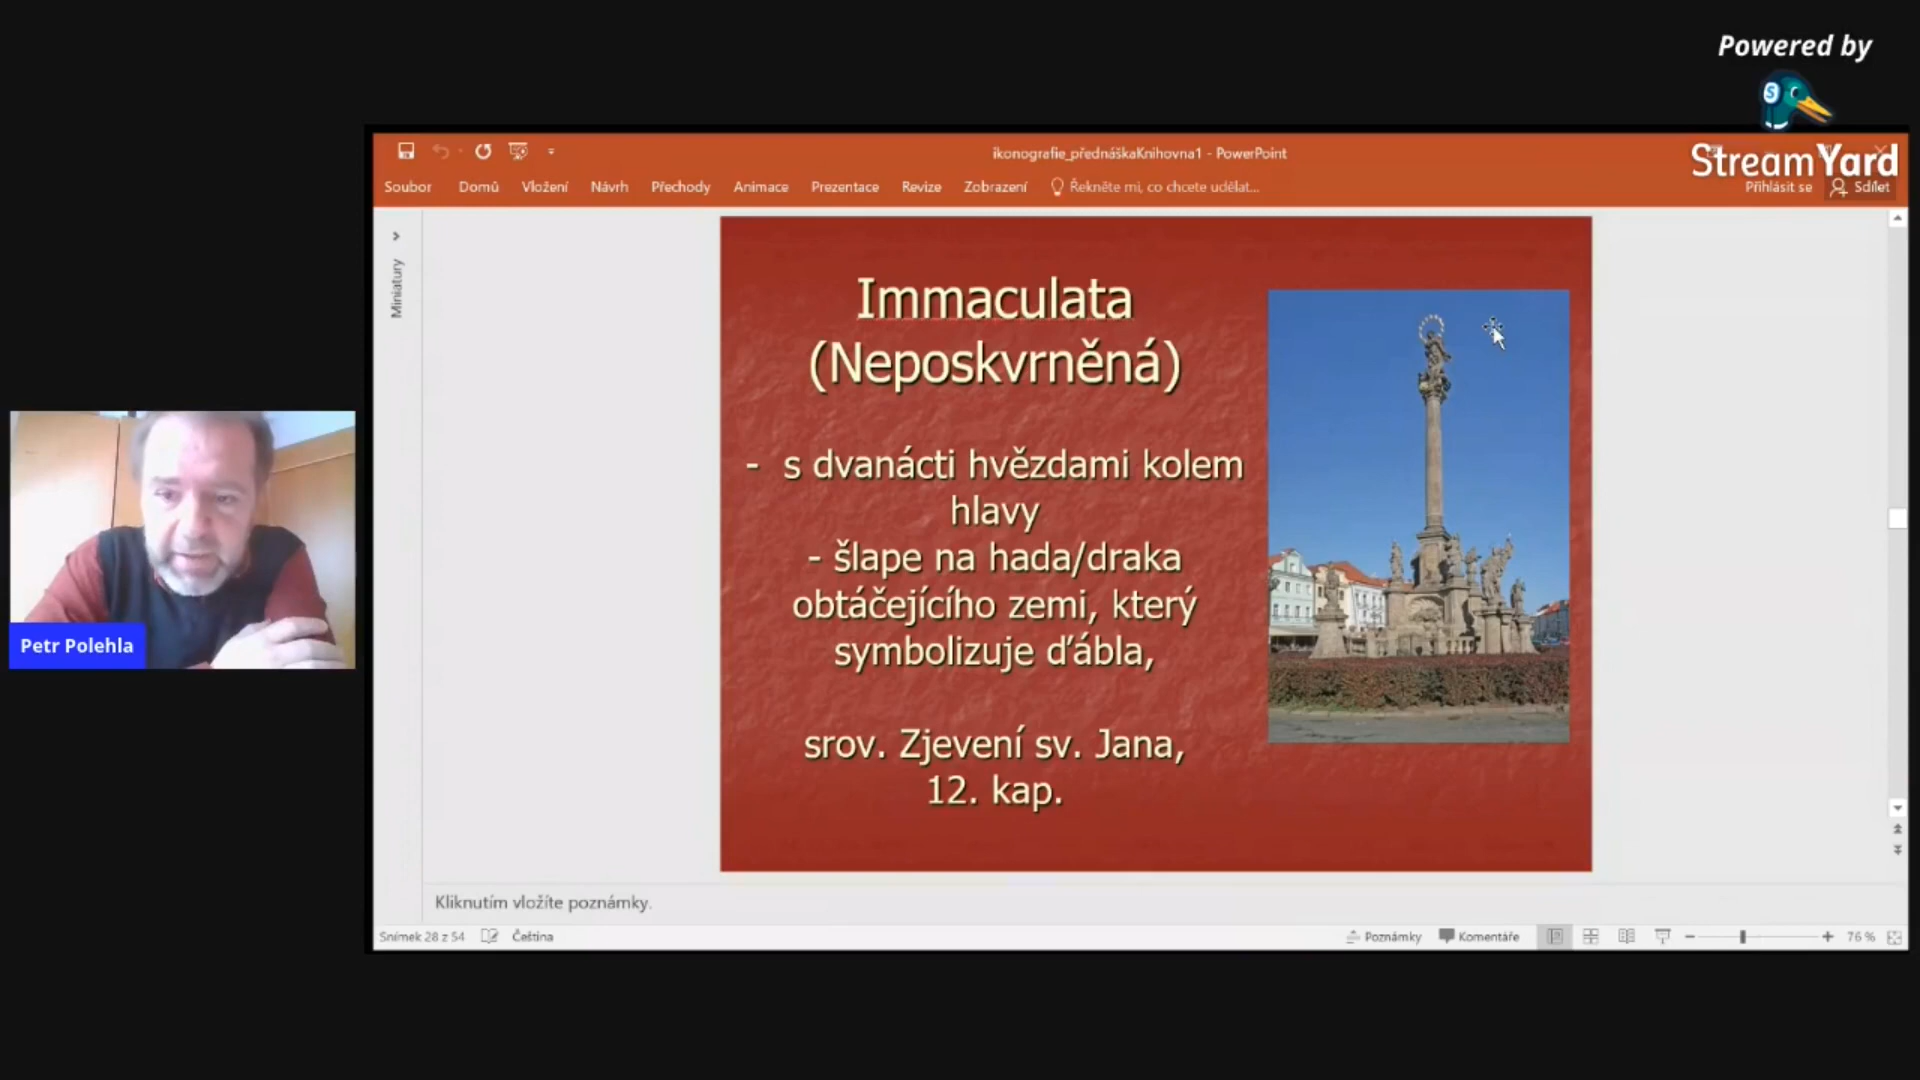 Powered by
StreamYard
ikonografie_přednáškaKnihovna1 - PowerPoint
Soubor Domů Vložení Návrh Přechody Animace Prezentace Revize Zobrazení Řekněte mi, co chcete udělat... Přihlásit se Sdílet
Miniatury
Immaculata
(Neposkvrněná)
- s dvanácti hvězdami kolem
hlavy
- šlape na hada/draka
obtáčejícího zemi, který
symbolizuje ďábla,
srov. Zjevení sv. Jana,
12. kap.
Petr Polehla
Kliknutím vložíte poznámky.
Snímek 28 z 54 Čeština Poznámky Komentáře 76 %